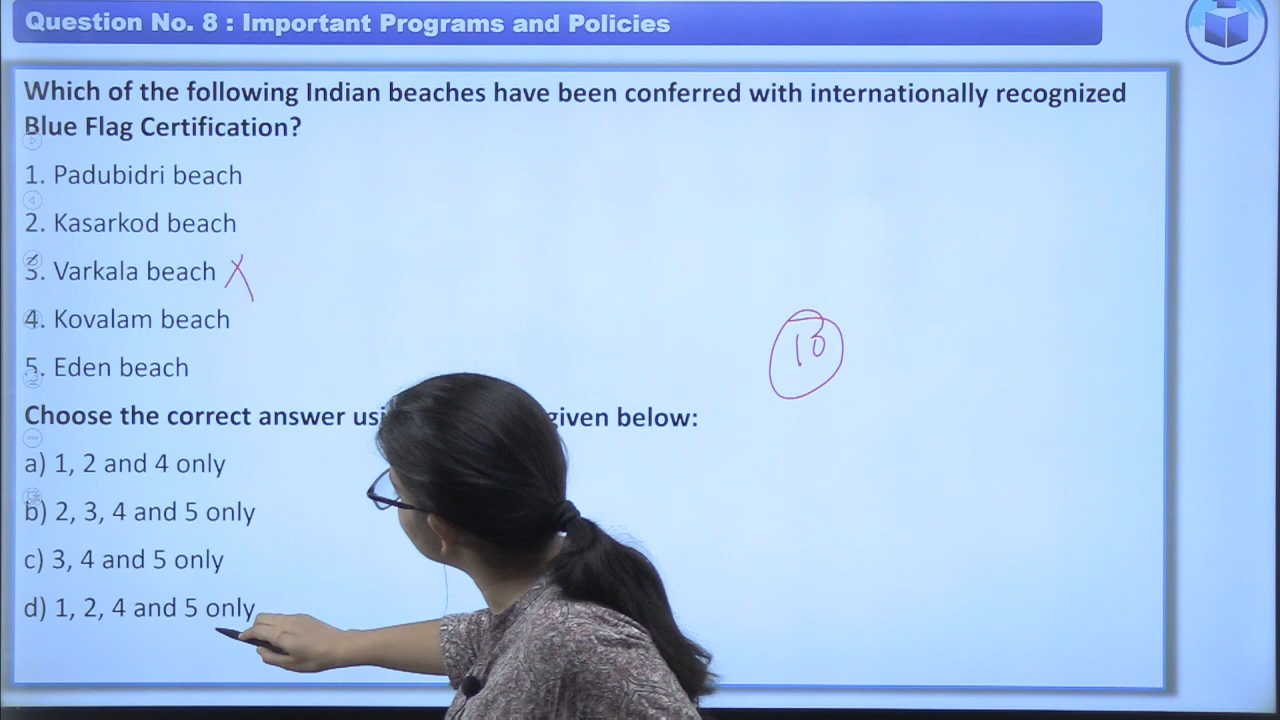 Question No. 8 : Important Programs and Policies
Which of the following Indian beaches have been conferred with internationally recognized
Blue Flag Certification?
1. Padubidri beach
2. Kasarkod beach
3. Varkala beach X
4. Kovalam beach
5. Eden beach
Choose the correct answer usi given below:
a) 1, 2 and 4 only
b) 2, 3, 4 and 5 only
c) 3, 4 and 5 only
d) 1, 2, 4 and 5 only